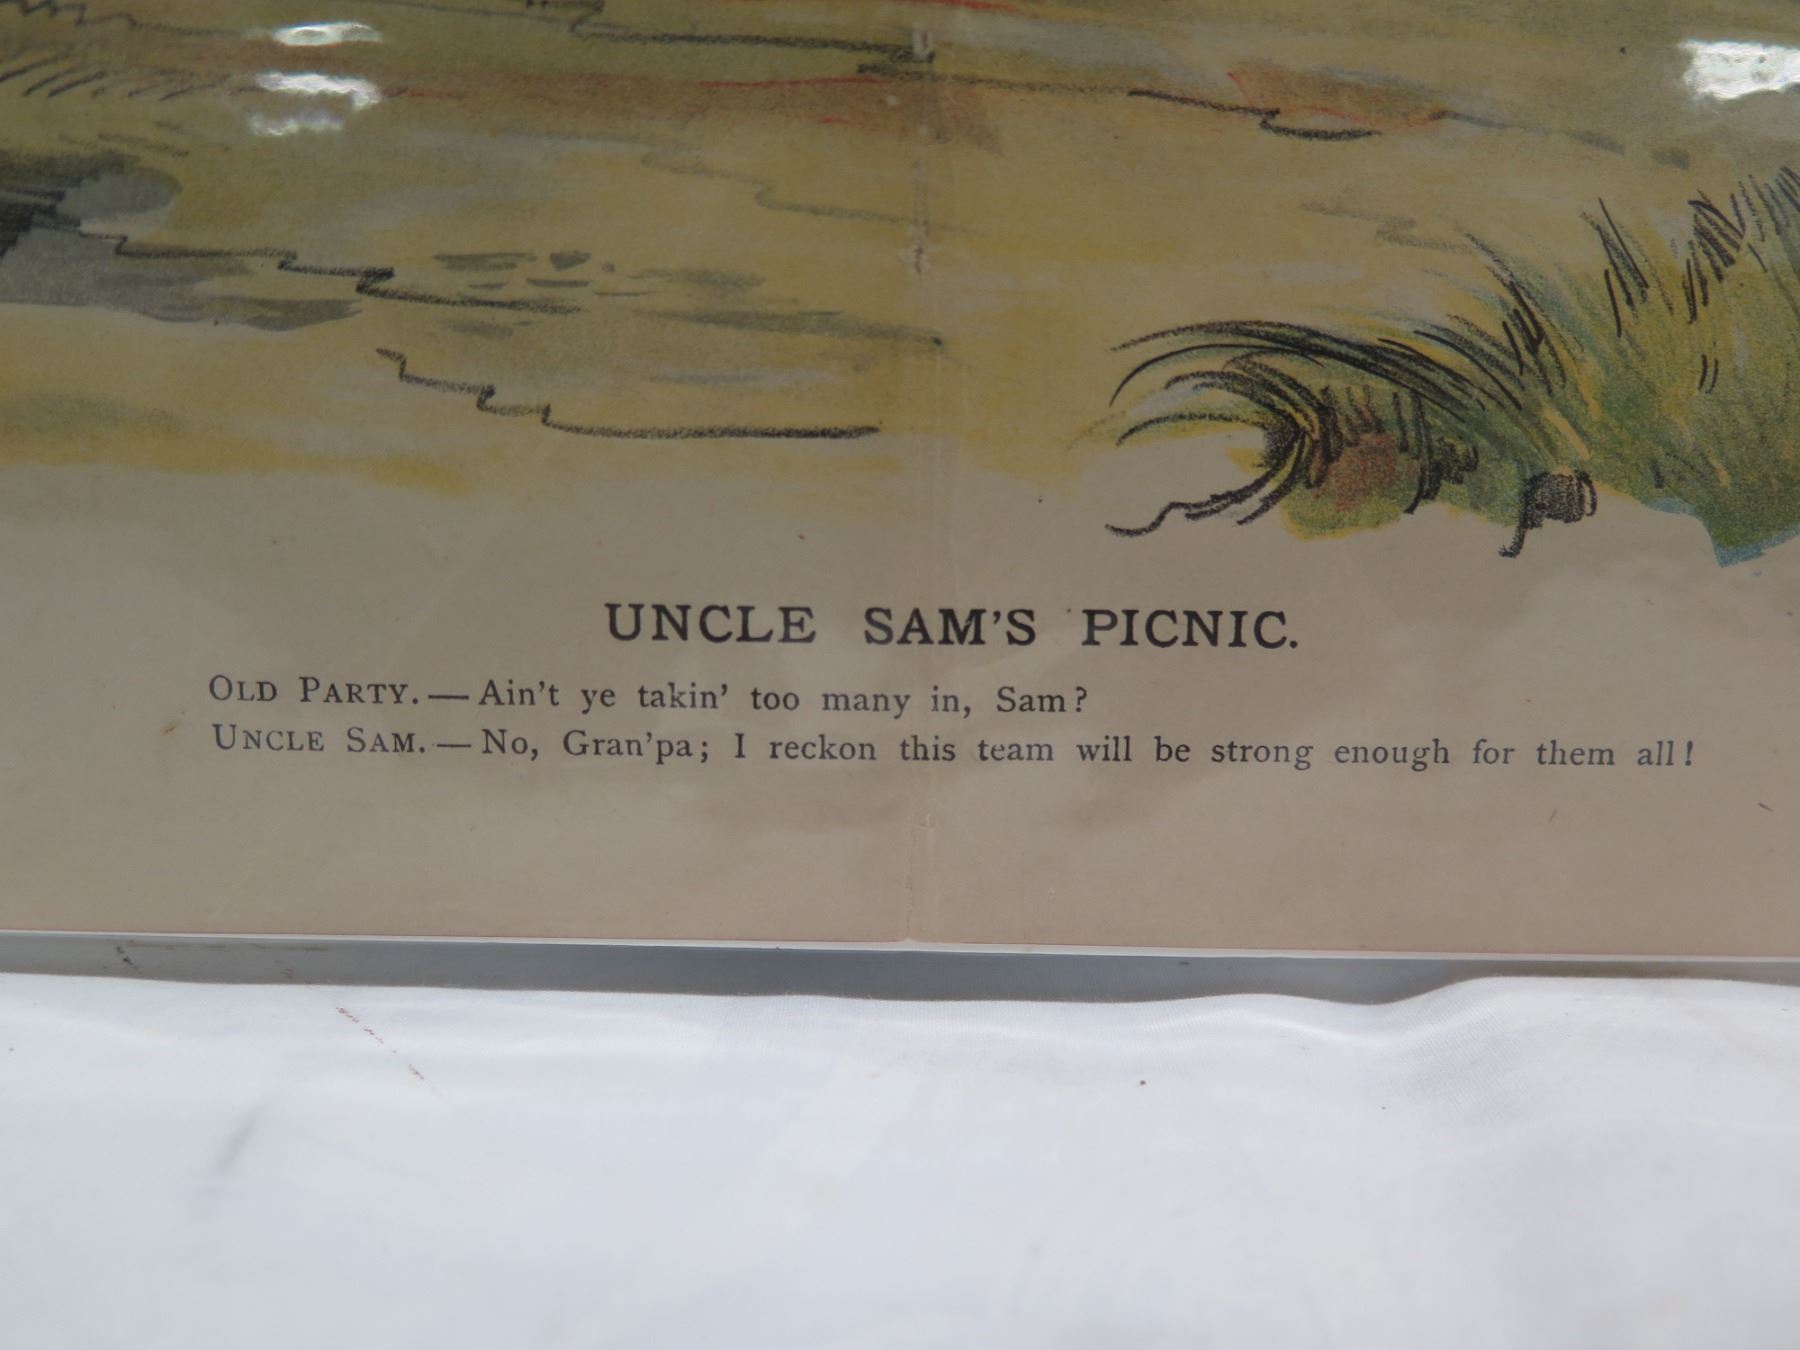 UNCLE SAM'S PICNIC.
OLD PARTY. — Ain't ye takin' too many in, Sam?
UNCLE SAM. — No, Gran'pa; I reckon this team will be strong enough for them all!